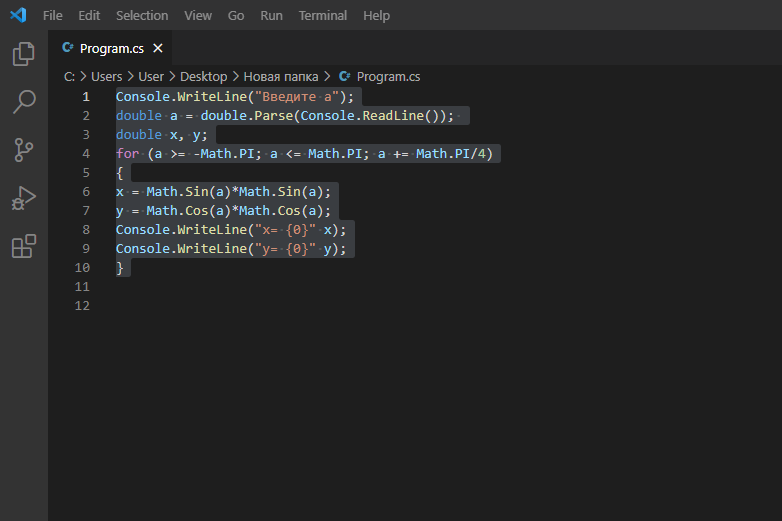 File Edit Selection View Go Run Terminal Help
Program.cs
C: > Users > User > Desktop > Новая папка > Program.cs
1 Console.WriteLine("Введите а");
2 double a = double.Parse(Console.ReadLine());
3 double x, y;
4 for (a >= -Math.PI; a <= Math.PI; a += Math.PI/4)
5 {
6 x = Math.Sin(a)*Math.Sin(a);
7 y = Math.Cos(a)*Math.Cos(a);
8 Console.WriteLine("x= {0}" x);
9 Console.WriteLine("y= {0}" y);
10 }
11
12